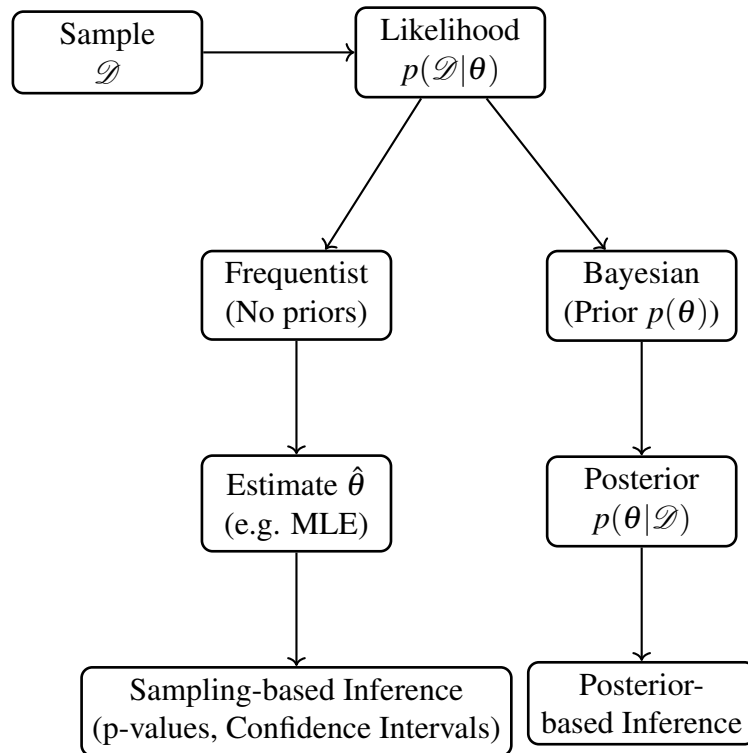 Sample
𝒟
Likelihood
p(𝒟|θ)
Frequentist
(No priors)
Bayesian
(Prior p(θ))
Estimate θ̂
(e.g. MLE)
Posterior
p(θ|𝒟)
Sampling-based Inference
(p-values, Confidence Intervals)
Posterior-
based Inference